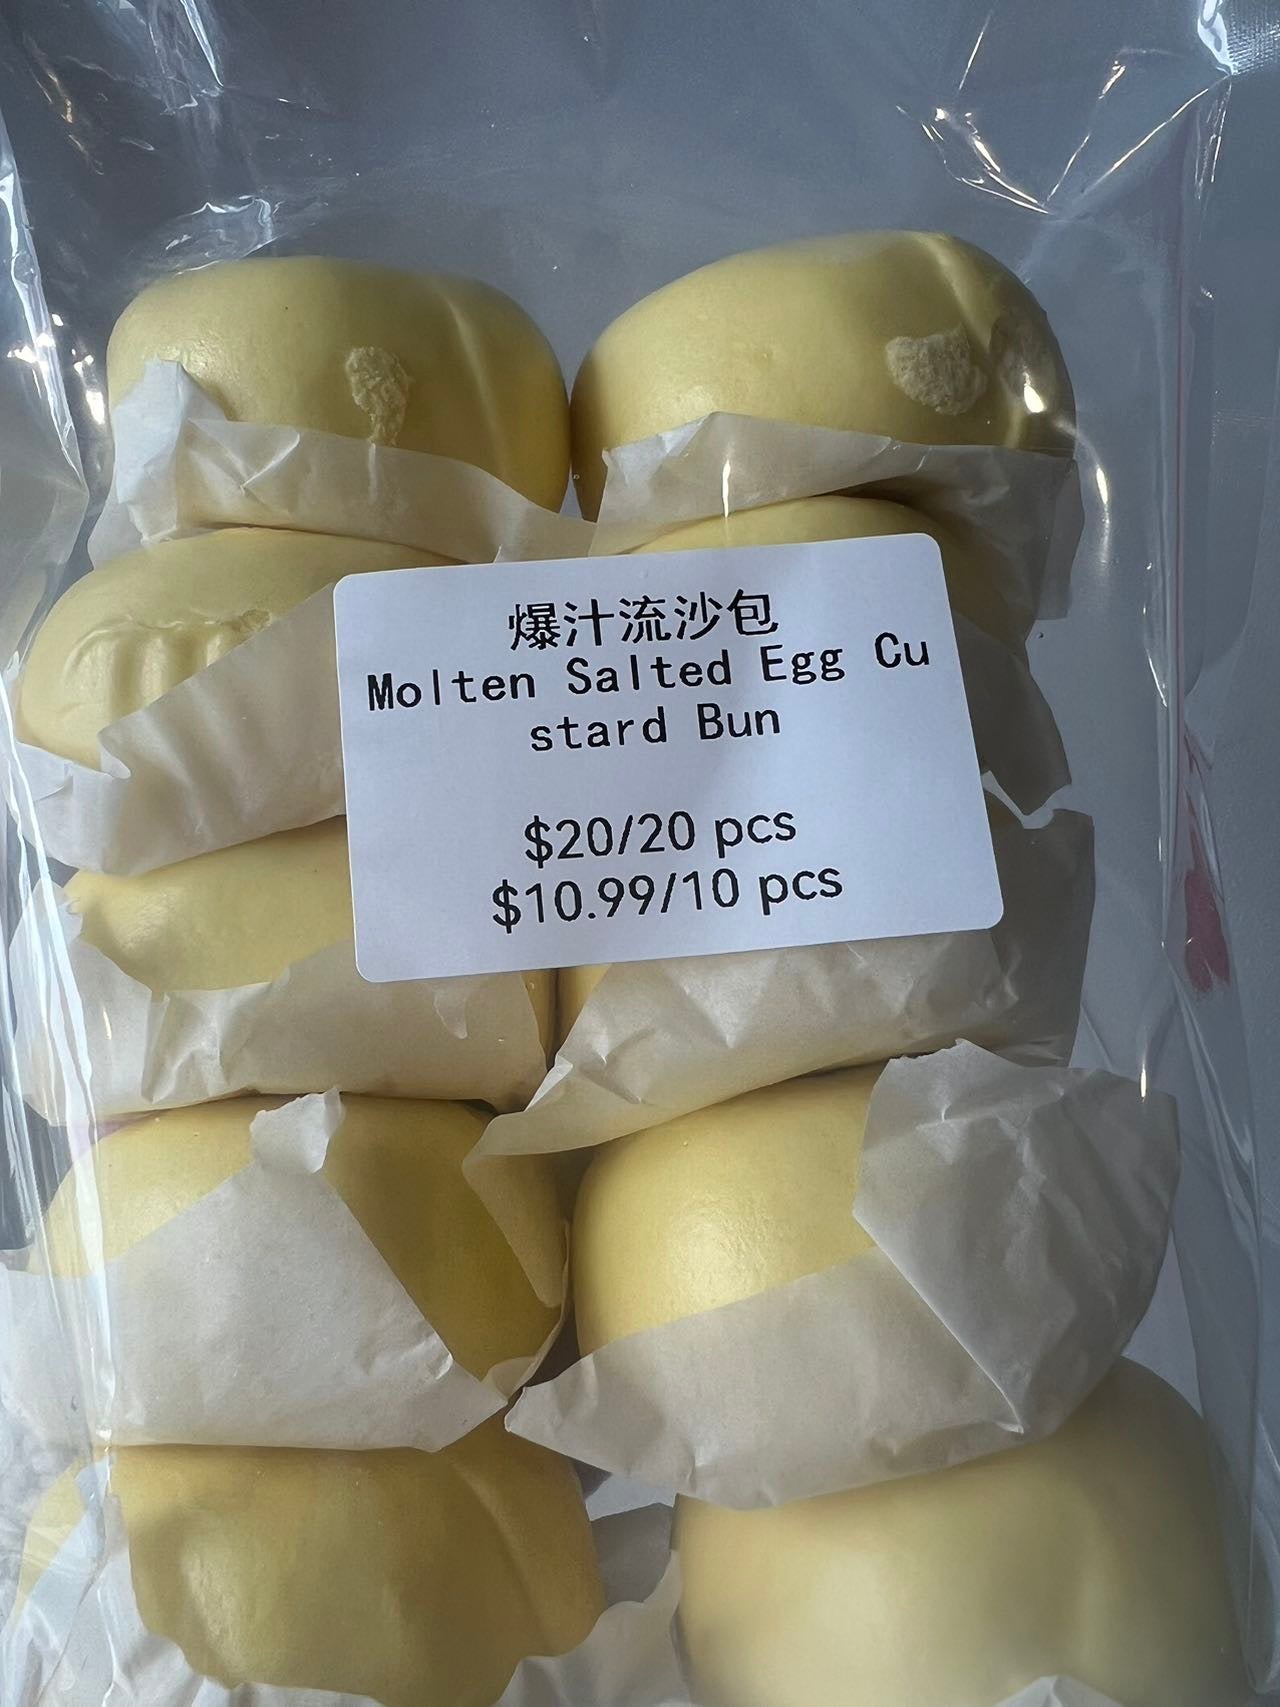 爆汁流沙包
Molten Salted Egg Cu
stard Bun
$20/20 pcs
$10.99/10 pcs